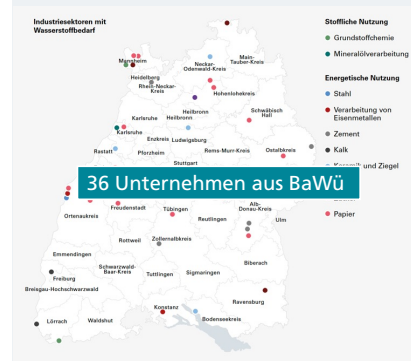 Industriesektoren mit
Wasserstoffbedarf
Stoffliche Nutzung
Grundstoffchemie
Mineralölverarbeitung
Energetische Nutzung
Stahl
Verarbeitung von
Eisenmetallen
Zement
Kalk
Keramik und Ziegel
Papier
Mannheim
Heidelberg
Rhein-Neckar-
Kreis
Neckar-
Odenwald-Kreis
Main-
Tauber-Kreis
Hohenlohekreis
Heilbronn
Heilbronn
Schwäbisch
Hall
Karlsruhe
Karlsruhe
Enzkreis
Ludwigsburg
Rastatt
Pforzheim
Rems-Murr-Kreis
Ostalbkreis
Stuttgart
36 Unternehmen aus BaWü
Ortenaukreis
Freudenstadt
Tübingen
Reutlingen
Alb-
Donau-Kreis
Ulm
Rottweil
Zollernalbkreis
Biberach
Emmendingen
Schwarzwald-
Baar-Kreis
Tuttlingen
Sigmaringen
Freiburg
Breisgau-Hochschwarzwald
Ravensburg
Konstanz
Bodenseekreis
Lörrach
Waldshut